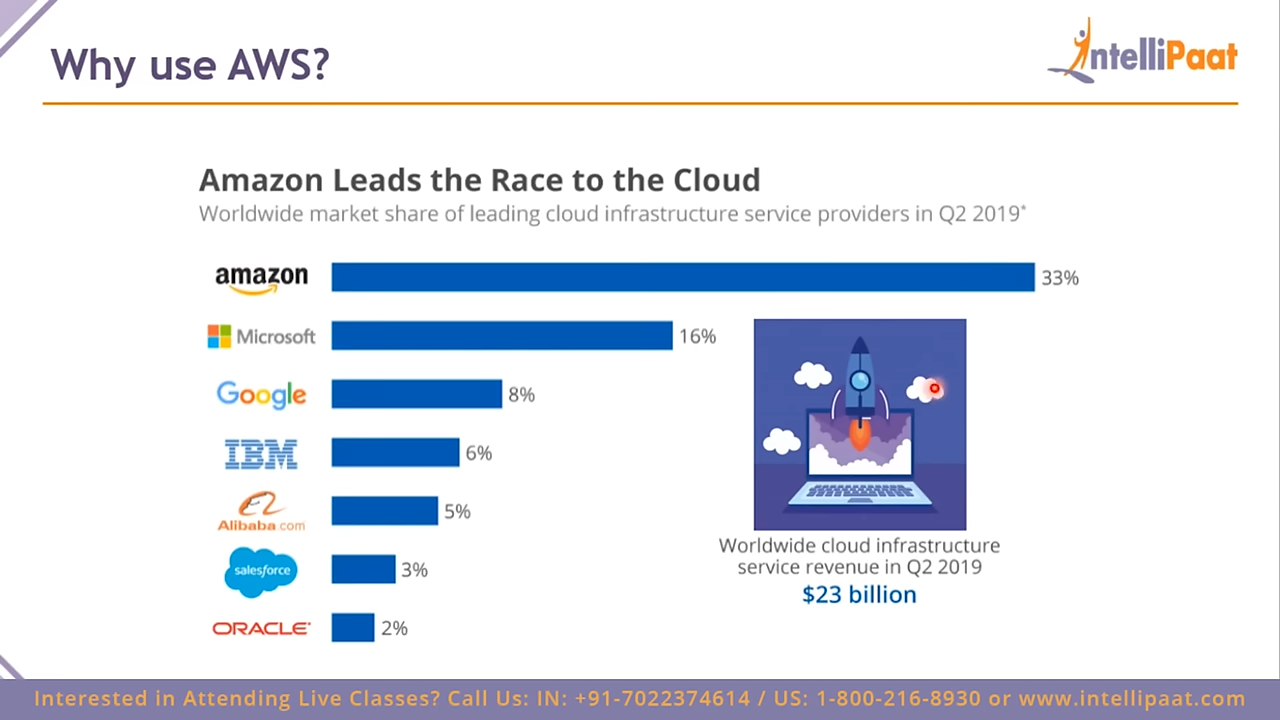 Why use AWS?
IntelliPaat
Amazon Leads the Race to the Cloud
Worldwide market share of leading cloud infrastructure service providers in Q2 2019*
amazon 33%
Microsoft 16%
Google 8%
IBM 6%
Alibaba.com 5%
salesforce 3%
ORACLE 2%
Worldwide cloud infrastructure
service revenue in Q2 2019
$23 billion
Interested in Attending Live Classes? Call Us: IN: +91-7022374614 / US: 1-800-216-8930 or www.intellipaat.com